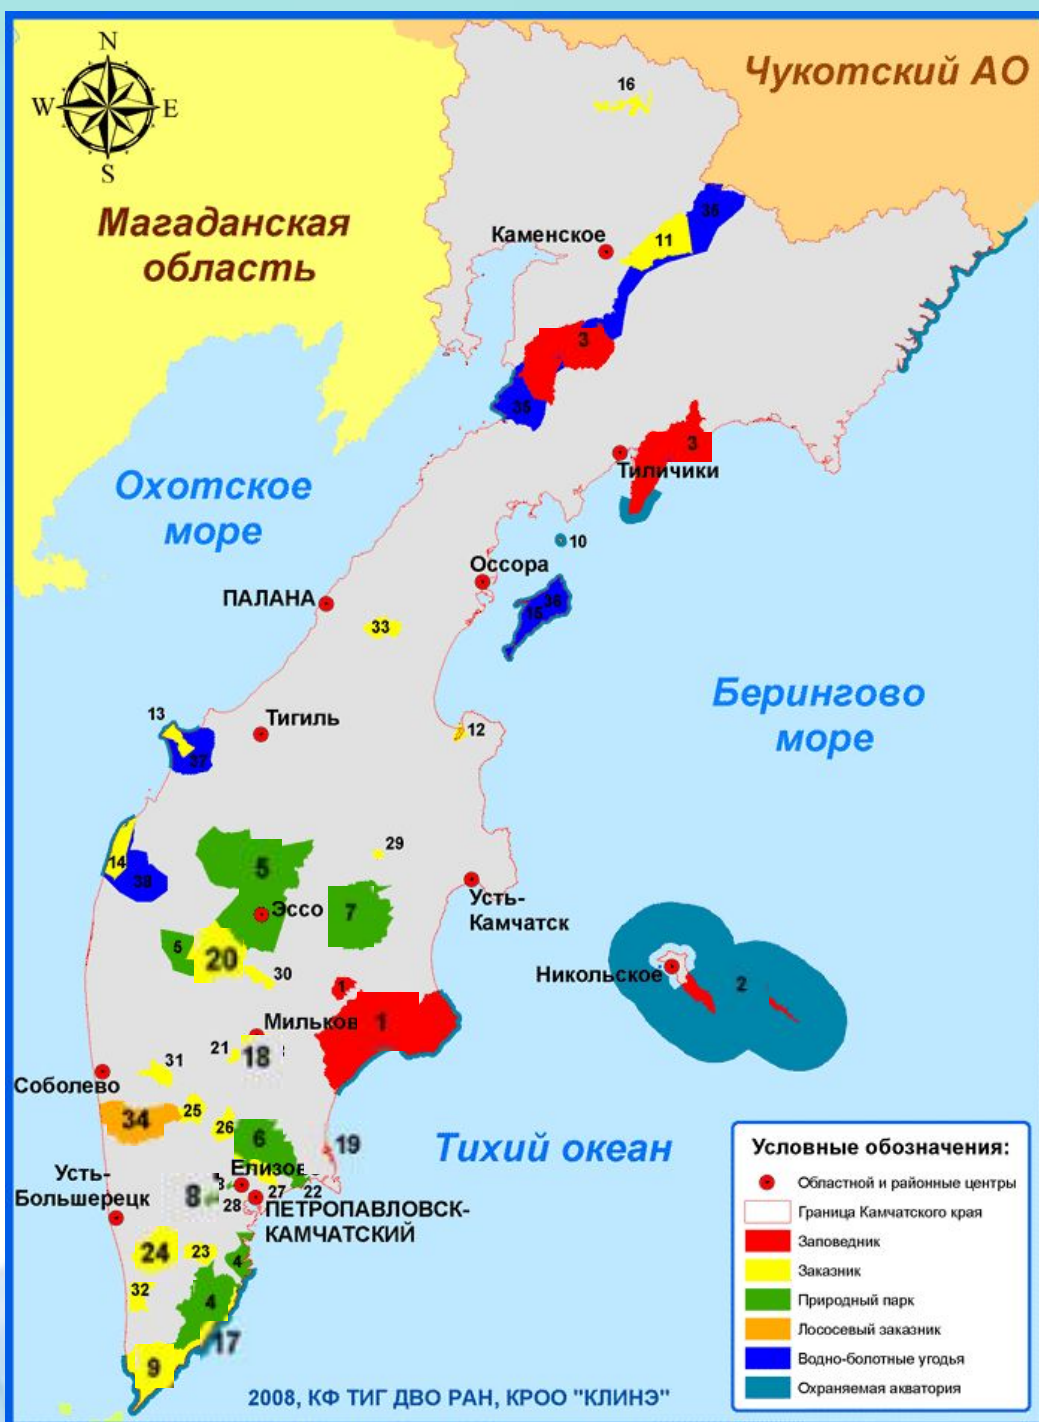 N
W
E
S
16
Чукотский АО
Магаданская
область
Каменское
11
35
3
35
3
Тиличики
Охотское
море
10
Оссора
ПАЛАНА
15 36
33
Берингово
море
13
Тигиль
12
37
29
5
14
38
Усть-
Камчатск
Эссо
7
5
20
30
Никольское
2
1
1
Мильков
21
18
31
Соболево
34
25
26
6
19
Тихий океан
Усть-
Большерецк
Елизов
8
8
28
27
22
ПЕТРОПАВЛОВСК-
КАМЧАТСКИЙ
24
23
4
32
4
17
9
2008, КФ ТИГ ДВО РАН, КРОО "КЛИНЭ"
Условные обозначения:
Областной и районные центры
Граница Камчатского края
Заповедник
Заказник
Природный парк
Лососевый заказник
Водно-болотные угодья
Охраняемая акватория